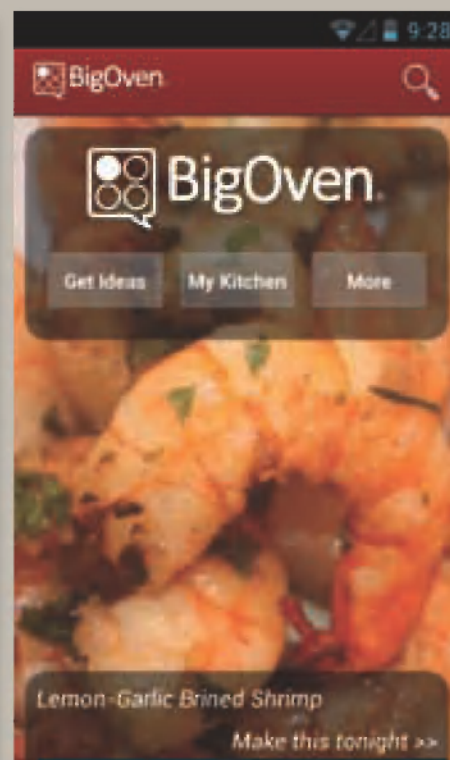 9:28
BigOven
BigOven
Get Ideas My Kitchen More
Lemon-Garlic Brined Shrimp
Make this tonight >>